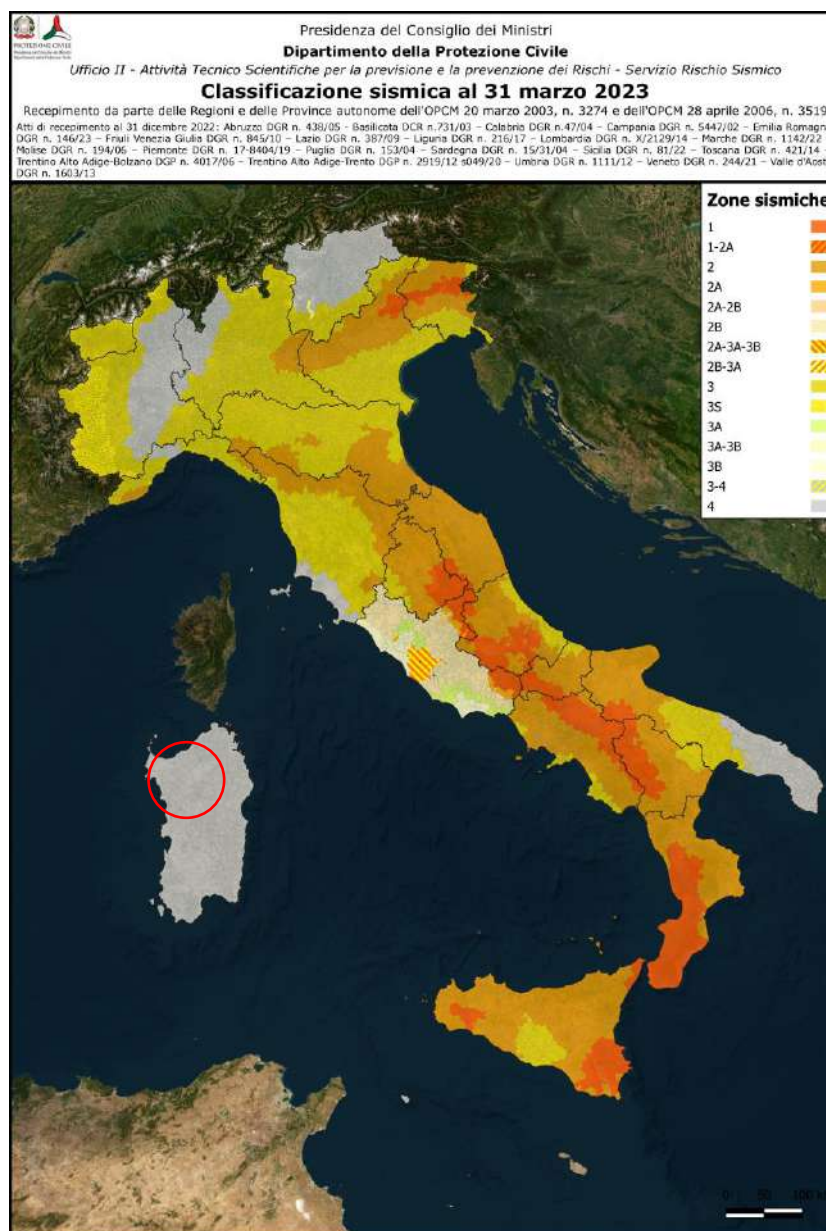 PROTEZIONE CIVILE
Presidenza del Consiglio dei Ministri
Dipartimento della Protezione Civile
Ufficio II - Attività Tecnico Scientifiche per la previsione e la prevenzione dei Rischi - Servizio Rischio Sismico
Classificazione sismica al 31 marzo 2023
Recepimento da parte delle Regioni e delle Province autonome dell'OPCM 20 marzo 2003, n. 3274 e dell'OPCM 28 aprile 2006, n. 3519
Atti di recepimento al 31 dicembre 2022: Abruzzo DGR n. 438/05 - Basilicata DCR n.731/03 - Calabria DGR n.47/04 – Campania DGR n. 5447/02 – Emilia Romagn
DGR n. 146/23 – Friuli Venezia Giulia DGR n. 845/10 – Lazio DGR n. 387/09 – Liguria DGR n. 216/17 – Lombardia DGR n. X/2129/14 – Marche DGR n. 1142/22
Molise DGR n. 194/06 – Piemonte DGR n. 17-8404/19 – Puglia DGR n. 153/04 – Sardegna DGR n. 15/31/04 – Sicilia DGR n. 81/22 – Toscana DGR n. 421/14 -
Trentino Alto Adige-Bolzano DGP n. 4017/06 – Trentino Alto Adige-Trento DGP n. 2919/12 – Umbria DGR n. 1111/12 – Veneto DGR n. 244/21 – Valle d'Aost
DGR n. 1603/13
Zone sismiche
1
1-2A
2
2A
2A-2B
2B
2A-3A-3B
2B-3A
3
3S
3A
3A-3B
3B
3-4
4
0 50 100 k